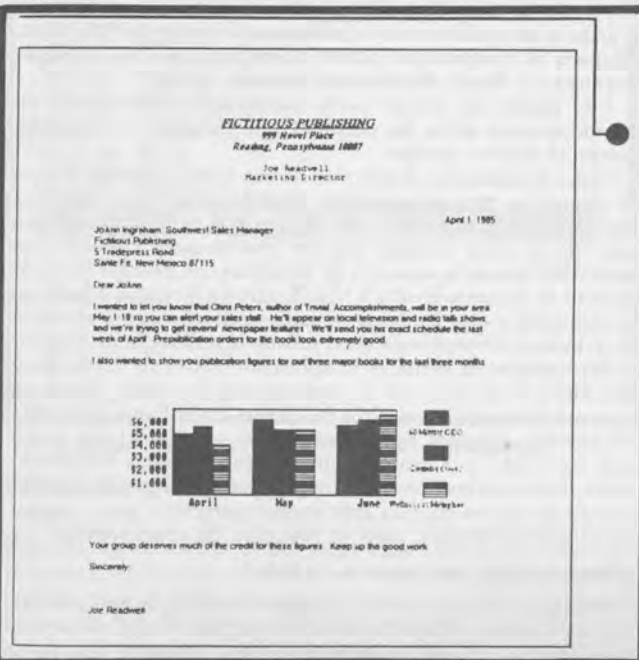 FICTITIOUS PUBLISHING
999 Novel Place
Reading, Pennsylvania 10007
Joe Readwell
Marketing Director
April 1 1985
JoAnn Ingraham, Southwest Sales Manager
Fictitious Publishing
5 Tradepress Road
Sante Fe, New Mexico 87115
Dear JoAnn
I wanted to let you know that Chris Peters, author of Trivial Accomplishments, will be in your area
May 1-18 so you can alert your sales staff. He'll appear on local television and radio talk shows
and we're trying to get several newspaper features. We'll send you his exact schedule the last
week of April. Prepublication orders for the book look extremely good.
I also wanted to show you publication figures for our three major books for the last three months
$6,000
$5,000
$4,000
$3,000
$2,000
$1,000
April May June
Your group deserves much of the credit for these figures. Keep up the good work
Sincerely,
Joe Readwell